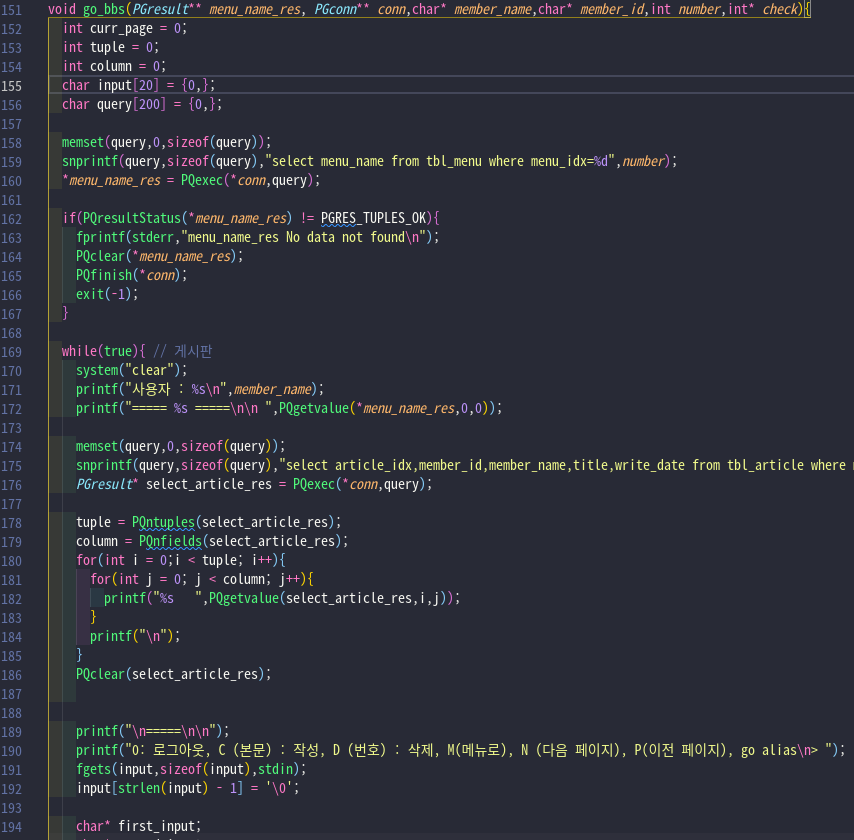 151 void go_bbs(PGresult** menu_name_res, PGconn** conn,char* member_name,char* member_id,int number,int* check){
152 int curr_page = 0;
153 int tuple = 0;
154 int column = 0;
155 char input[20] = {0,};
156 char query[200] = {0,};
157
158 memset(query,0,sizeof(query));
159 snprintf(query,sizeof(query),"select menu_name from tbl_menu where menu_idx=%d",number);
160 *menu_name_res = PQexec(*conn,query);
161
162 if(PQresultStatus(*menu_name_res) != PGRES_TUPLES_OK){
163 fprintf(stderr,"menu_name_res No data not found\n");
164 PQclear(*menu_name_res);
165 PQfinish(*conn);
166 exit(-1);
167 }
168
169 while(true){ // 게시판
170 system("clear");
171 printf("사용자 : %s\n",member_name);
172 printf("===== %s =====\n\n ",PQgetvalue(*menu_name_res,0,0));
173
174 memset(query,0,sizeof(query));
175 snprintf(query,sizeof(query),"select article_idx,member_id,member_name,title,write_date from tbl_article where
176 PGresult* select_article_res = PQexec(*conn,query);
177
178 tuple = PQntuples(select_article_res);
179 column = PQnfields(select_article_res);
180 for(int i = 0;i < tuple; i++){
181 for(int j = 0; j < column; j++){
182 printf("%s   ",PQgetvalue(select_article_res,i,j));
183 }
184 printf("\n");
185 }
186 PQclear(select_article_res);
187
188
189 printf("\n=====\n\n");
190 printf("O: 로그아웃, C (본문) : 작성, D (번호) : 삭제, M(메뉴로), N (다음 페이지), P(이전 페이지), go alias\n> ");
191 fgets(input,sizeof(input),stdin);
192 input[strlen(input) - 1] = '\0';
193
194 char* first_input;